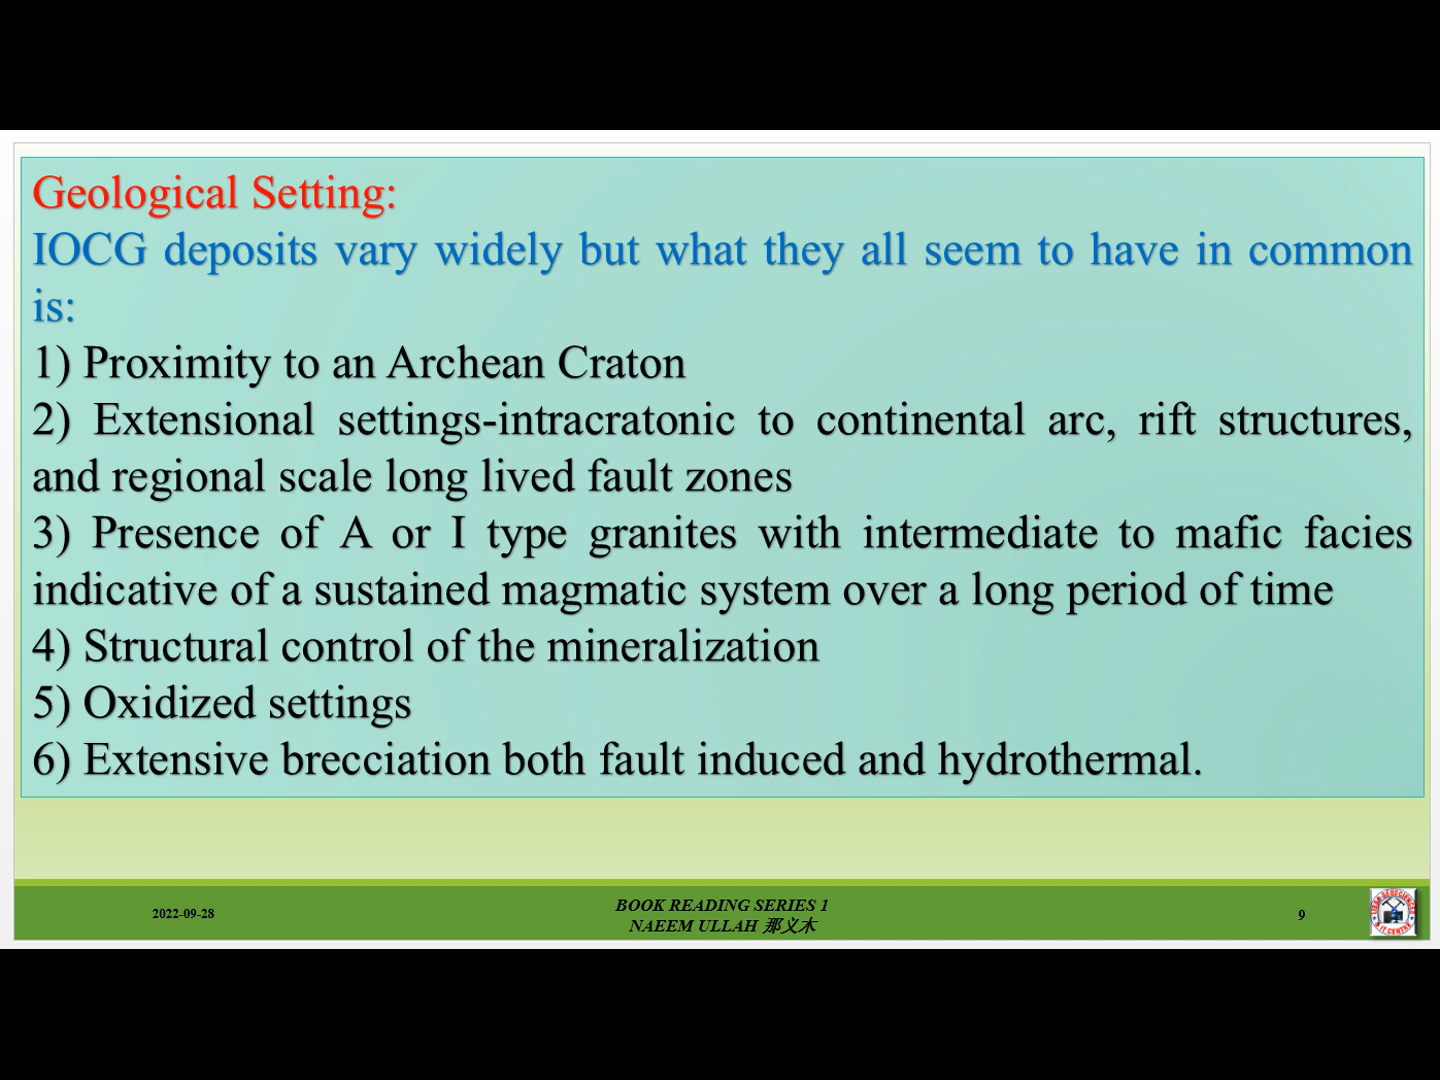 Geological Setting:
IOCG deposits vary widely but what they all seem to have in common
is:
1) Proximity to an Archean Craton
2) Extensional settings-intracratonic to continental arc, rift structures,
and regional scale long lived fault zones
3) Presence of A or I type granites with intermediate to mafic facies
indicative of a sustained magmatic system over a long period of time
4) Structural control of the mineralization
5) Oxidized settings
6) Extensive brecciation both fault induced and hydrothermal.
2022-09-28
BOOK READING SERIES 1
NAEEM ULLAH 那义木
9